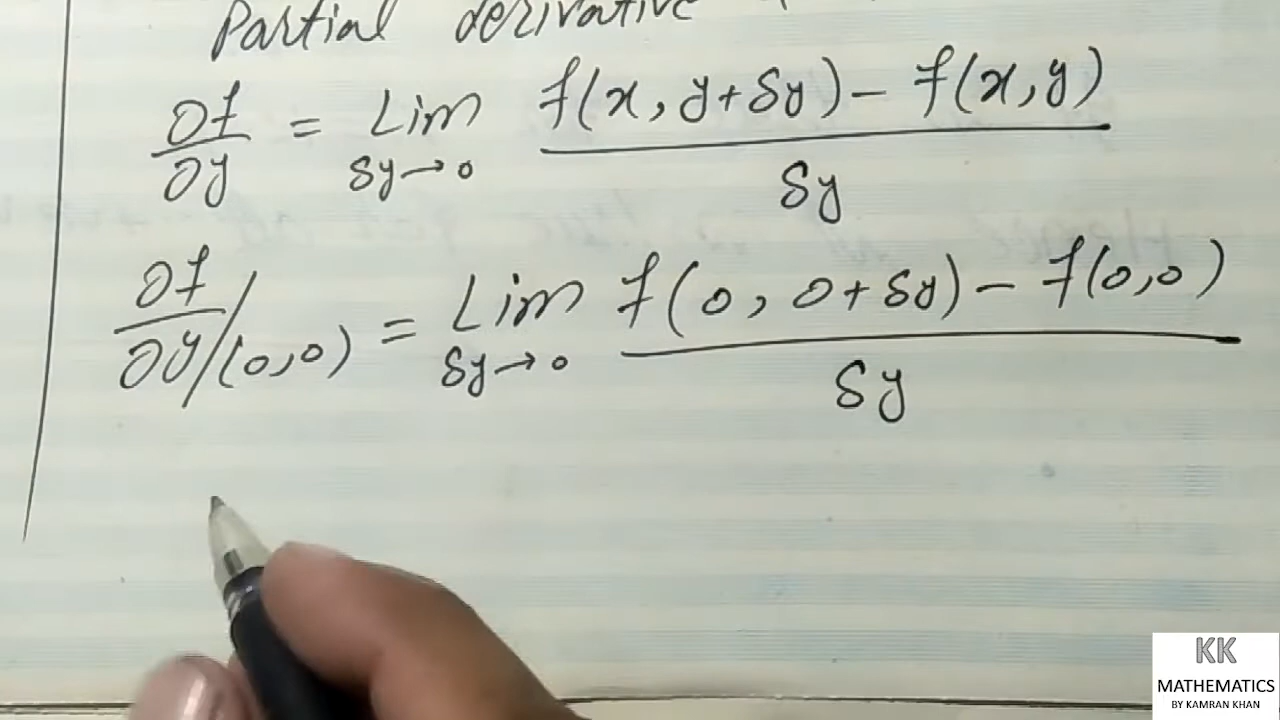 Partial derivative
∂f/∂y = Lim δy→0 f(x, y+δy) - f(x,y) / δy
∂f/∂y /(0,0) = Lim δy→0 f(0, 0+δy) - f(0,0) / δy
KK
MATHEMATICS
BY KAMRAN KHAN